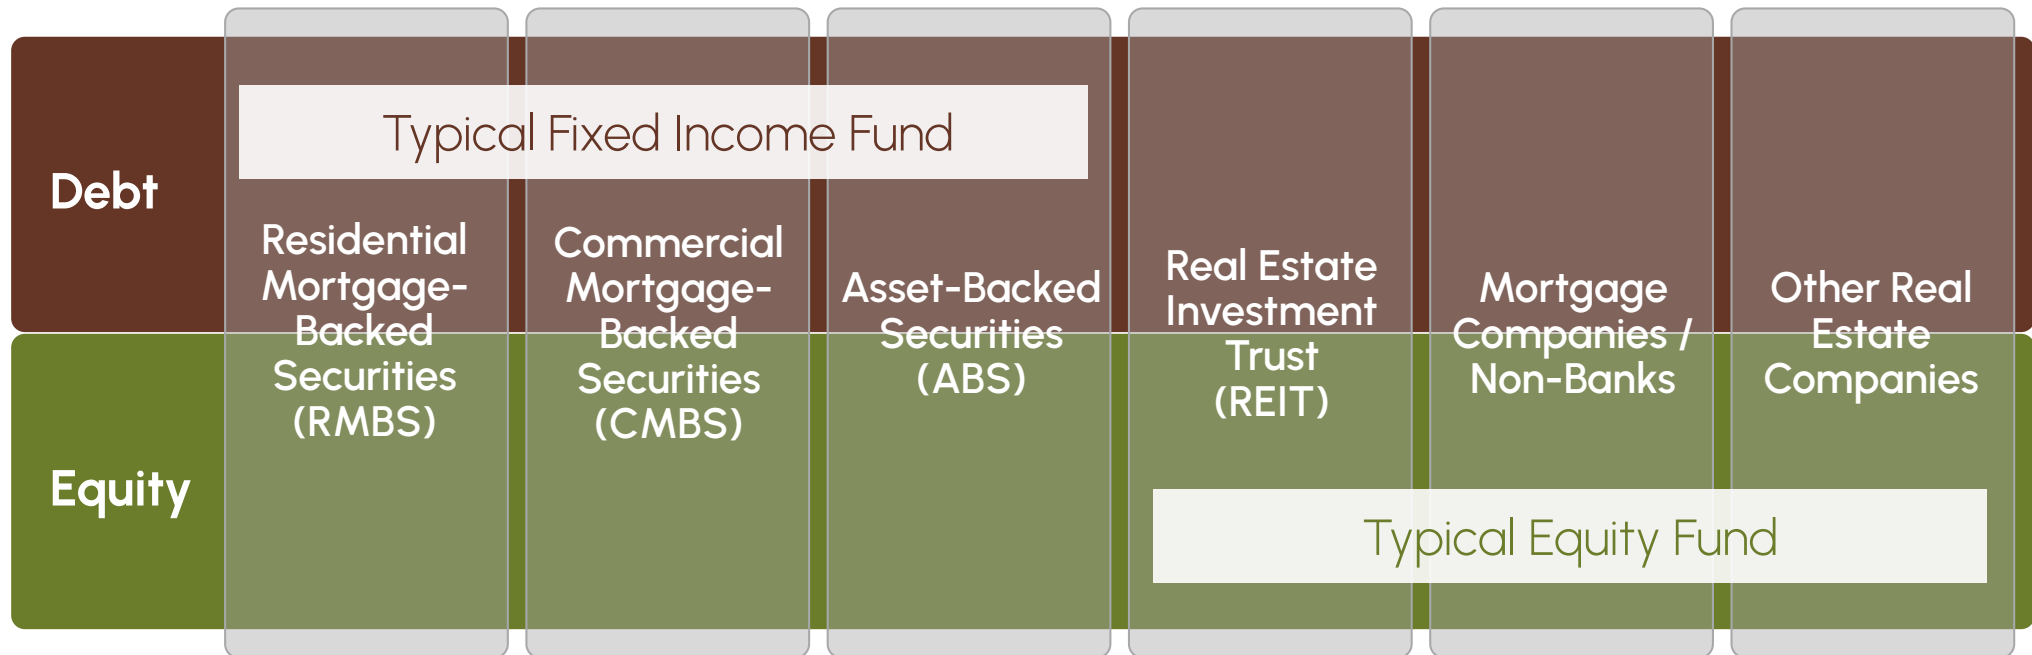 Typical Fixed Income Fund
Debt
Residential
Mortgage-
Backed
Securities
(RMBS)
Commercial
Mortgage-
Backed
Securities
(CMBS)
Asset-Backed
Securities
(ABS)
Real Estate
Investment
Trust
(REIT)
Mortgage
Companies /
Non-Banks
Other Real
Estate
Companies
Equity
Typical Equity Fund